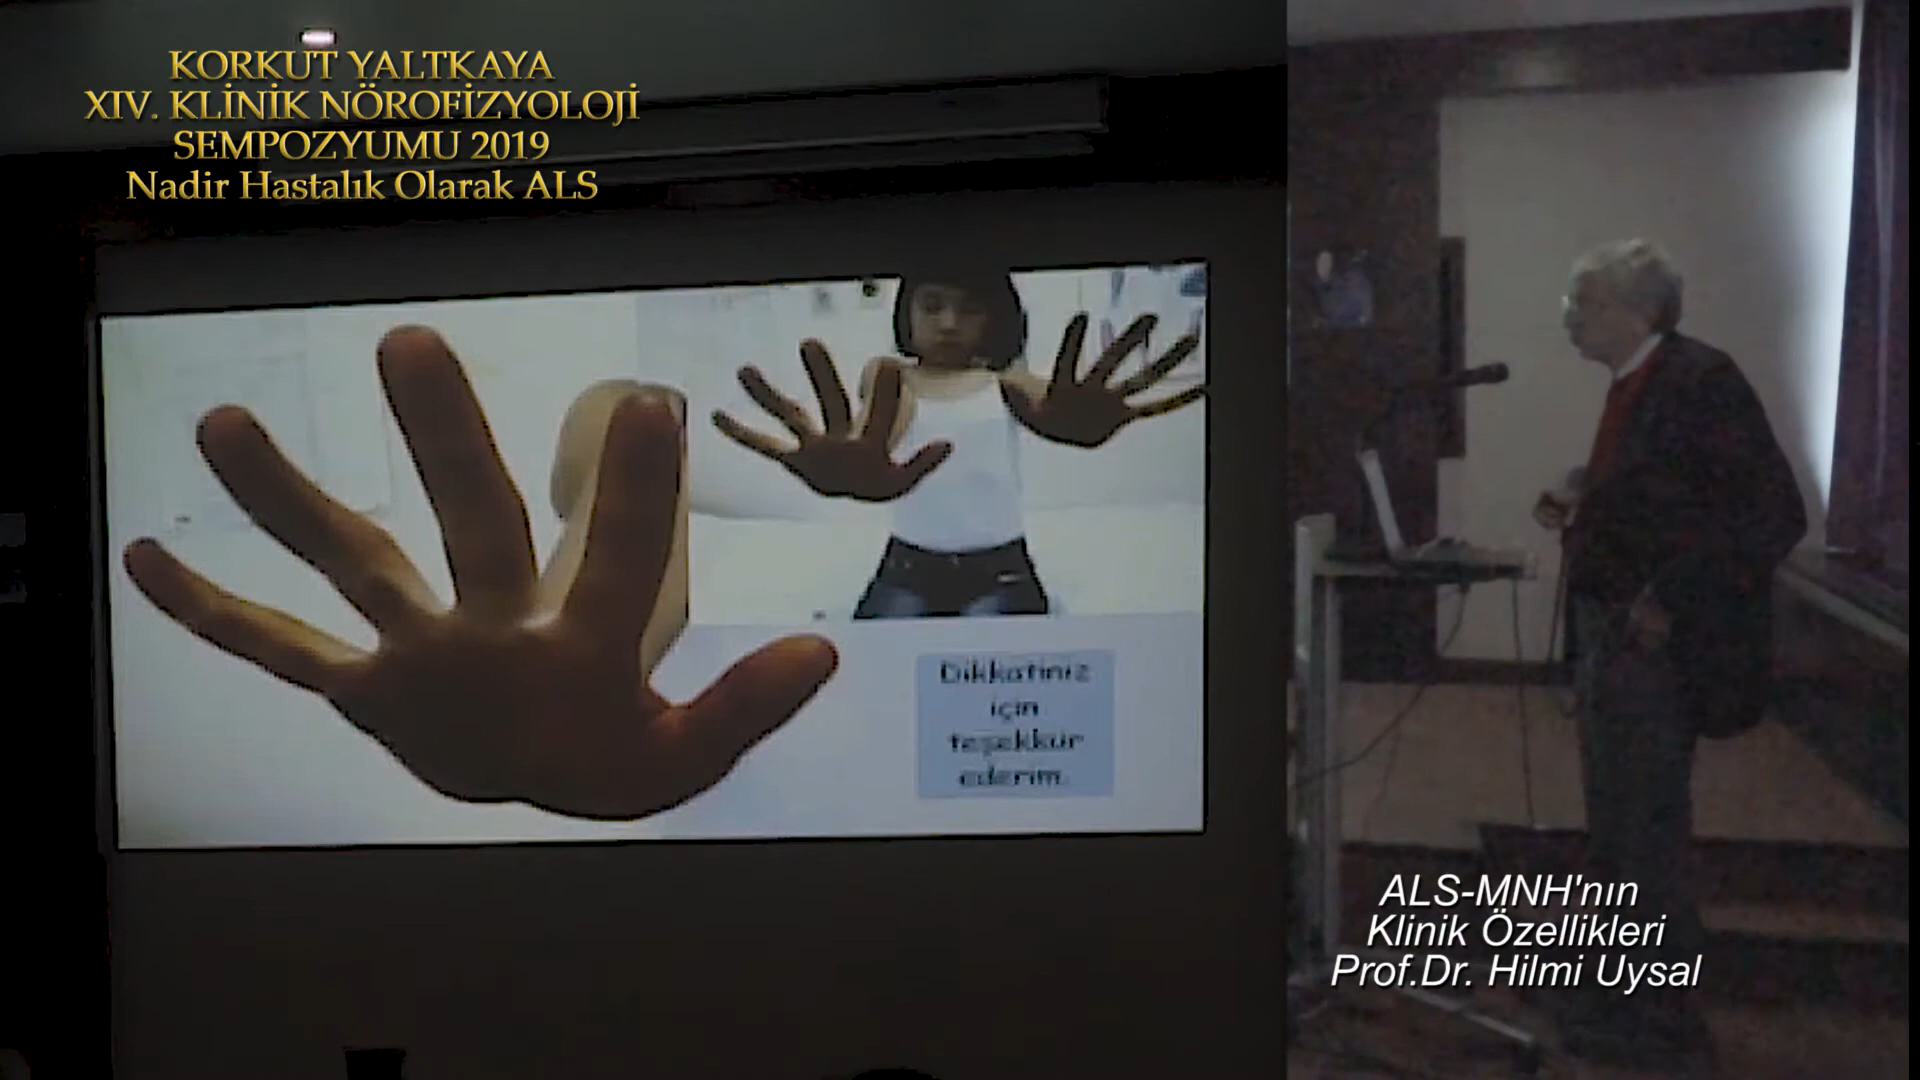 KORKUT YALTKAYA
XIV. KLİNİK NÖROFİZYOLOJİ
SEMPOZYUMU 2019
Nadir Hastalık Olarak ALS
Dikkatiniz
için
teşekkür
ederim.
ALS-MNH'nın
Klinik Özellikleri
Prof.Dr. Hilmi Uysal